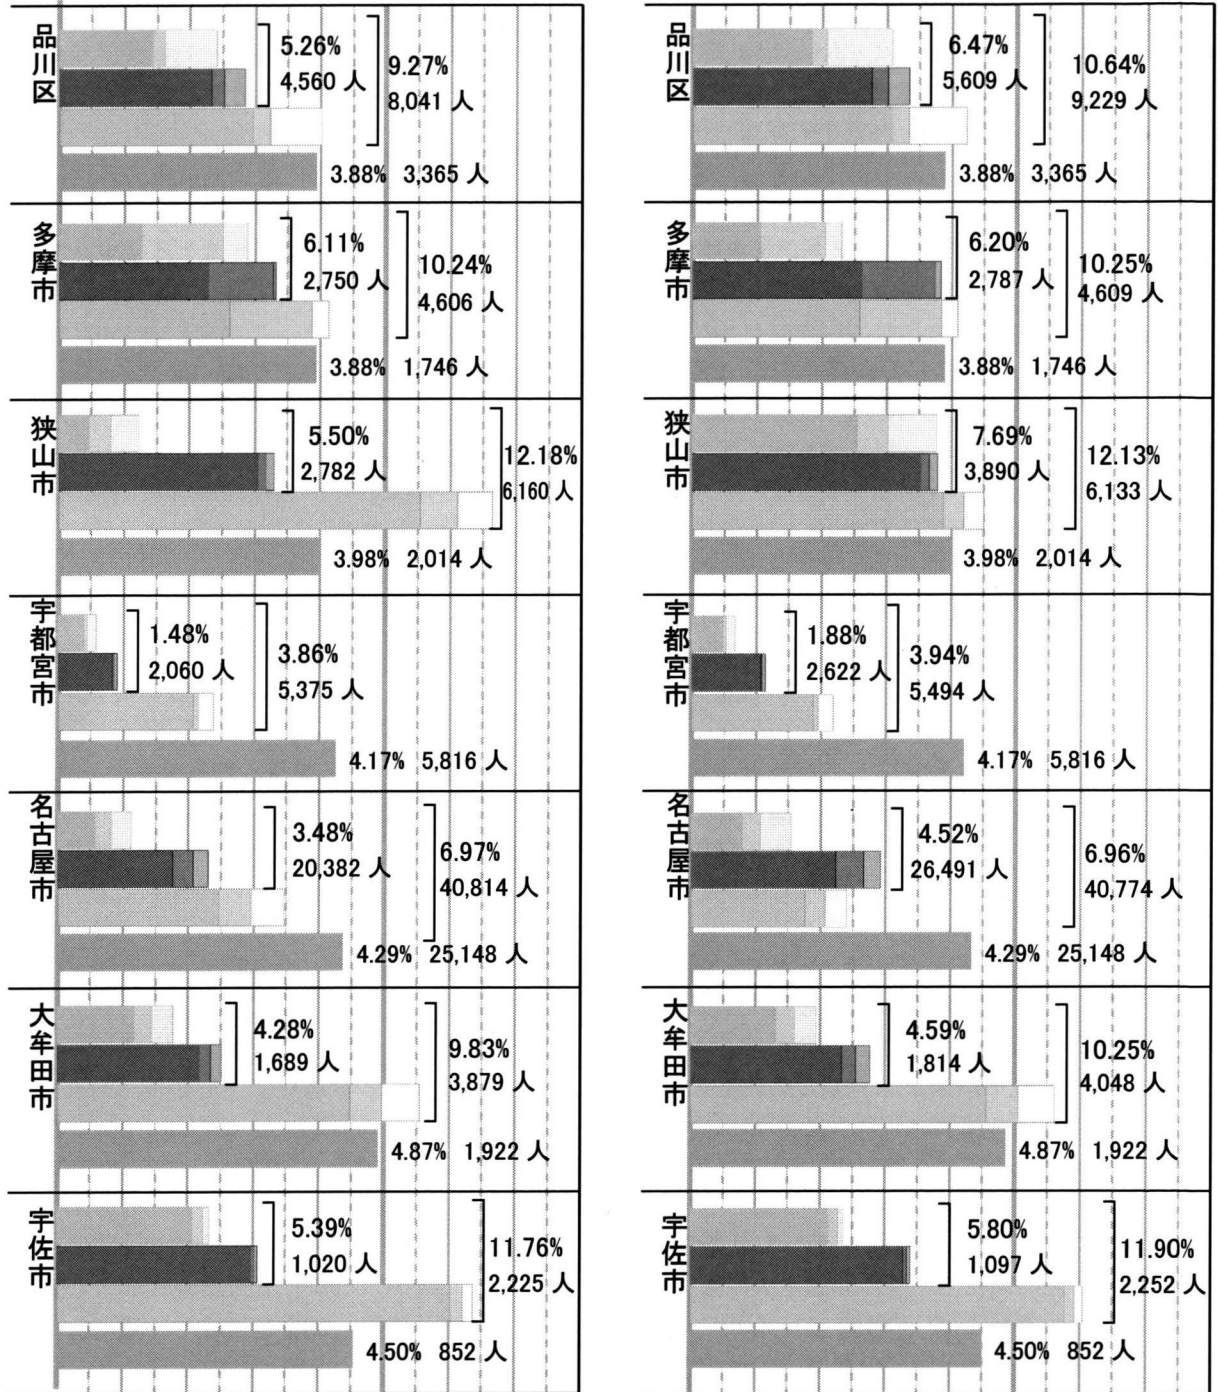 品川区
5.26%
4,560 人
9.27%
8,041 人
3.88% 3,365 人
多摩市
6.11%
2,750 人
10.24%
4,606 人
3.88% 1,746 人
狭山市
5.50%
2,782 人
12.18%
6,160 人
3.98% 2,014 人
宇都宮市
1.48%
2,060 人
3.86%
5,375 人
4.17% 5,816 人
名古屋市
3.48%
20,382 人
6.97%
40,814 人
4.29% 25,148 人
大牟田市
4.28%
1,689 人
9.83%
3,879 人
4.87% 1,922 人
宇佐市
5.39%
1,020 人
11.76%
2,225 人
4.50% 852 人
品川区
6.47%
5,609 人
10.64%
9,229 人
3.88% 3,365 人
多摩市
6.20%
2,787 人
10.25%
4,609 人
3.88% 1,746 人
狭山市
7.69%
3,890 人
12.13%
6,133 人
3.98% 2,014 人
宇都宮市
1.88%
2,622 人
3.94%
5,494 人
4.17% 5,816 人
名古屋市
4.52%
26,491 人
6.96%
40,774 人
4.29% 25,148 人
大牟田市
4.59%
1,814 人
10.25%
4,048 人
4.87% 1,922 人
宇佐市
5.80%
1,097 人
11.90%
2,252 人
4.50% 852 人